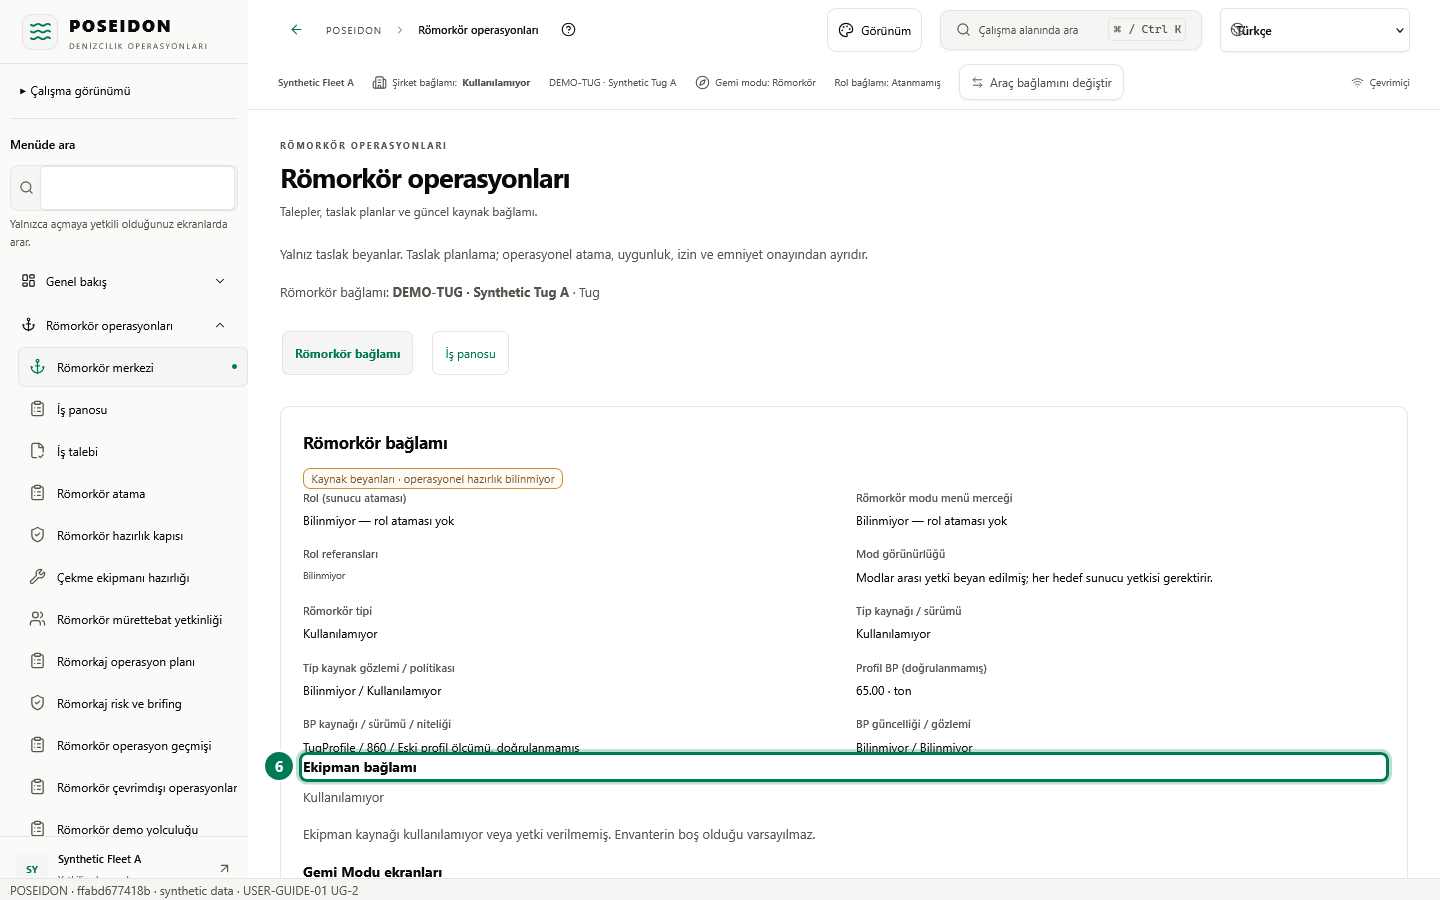 POSEIDON
DENİZCİLİK OPERASYONLARI
Çalışma görünümü
Menüde ara
Yalnızca açmaya yetkili olduğunuz ekranlarda
arar.
Genel bakış
Römorkör operasyonları
Römorkör merkezi
İş panosu
İş talebi
Römorkör atama
Römorkör hazırlık kapısı
Çekme ekipmanı hazırlığı
Römorkör mürettebat yetkinliği
Römorkaj operasyon planı
Römorkaj risk ve brifing
Römorkör operasyon geçmişi
Römorkör çevrimdışı operasyonlar
Römorkör demo yolculuğu
SY
Synthetic Fleet A
POSEIDON
Römorkör operasyonları
Görünüm
Çalışma alanında ara
⌘ / Ctrl K
Türkçe
Synthetic Fleet A
Şirket bağlamı: Kullanılamıyor
DEMO-TUG · Synthetic Tug A
Gemi modu: Römorkör
Rol bağlamı: Atanmamış
Araç bağlamını değiştir
Çevrimiçi
RÖMORKÖR OPERASYONLARI
Römorkör operasyonları
Talepler, taslak planlar ve güncel kaynak bağlamı.
Yalnız taslak beyanlar. Taslak planlama; operasyonel atama, uygunluk, izin ve emniyet onayından ayrıdır.
Römorkör bağlamı: DEMO-TUG · Synthetic Tug A · Tug
Römorkör bağlamı
İş panosu
Römorkör bağlamı
Kaynak beyanları · operasyonel hazırlık bilinmiyor
Rol (sunucu ataması)
Bilinmiyor — rol ataması yok
Römorkör modu menü merceği
Bilinmiyor — rol ataması yok
Rol referansları
Bilinmiyor
Mod görünürlüğü
Modlar arası yetki beyan edilmiş; her hedef sunucu yetkisi gerektirir.
Römorkör tipi
Kullanılamıyor
Tip kaynağı / sürümü
Kullanılamıyor
Tip kaynak gözlemi / politikası
Bilinmiyor / Kullanılamıyor
Profil BP (doğrulanmamış)
65.00 · ton
BP kaynağı / sürümü / niteliği
TugProfile / 860 / Eski profil ölçümü, doğrulanmamış
BP güncelliği / gözlemi
Bilinmiyor / Bilinmiyor
6
Ekipman bağlamı
Kullanılamıyor
Ekipman kaynağı kullanılamıyor veya yetki verilmemiş. Envanterin boş olduğu varsayılmaz.
Gemi Modu ekranları
POSEIDON · ffabd677418b · synthetic data · USER-GUIDE-01 UG-2